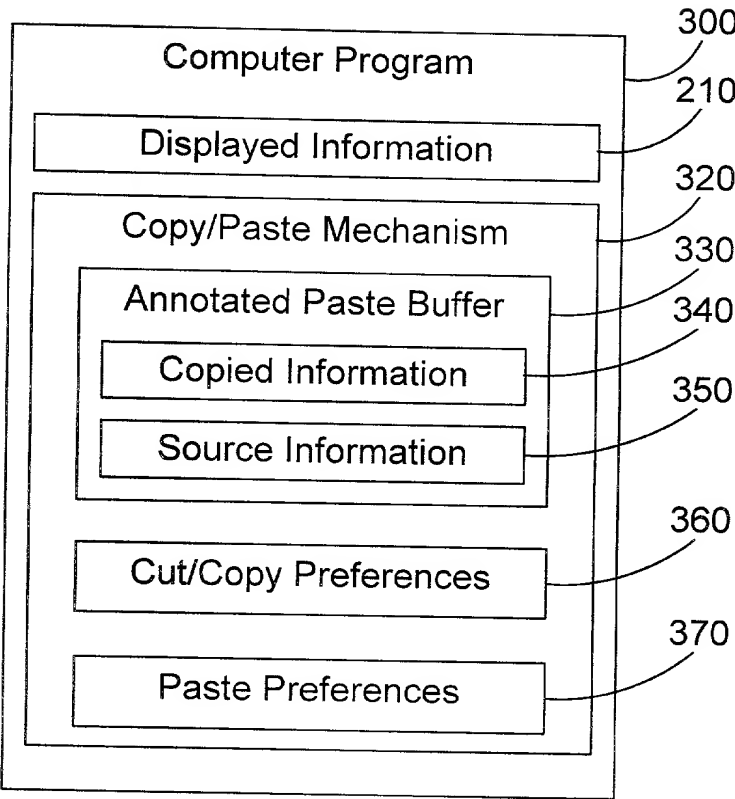 Computer Program
300
Displayed Information
210
Copy/Paste Mechanism
320
Annotated Paste Buffer
330
Copied Information
340
Source Information
350
Cut/Copy Preferences
360
Paste Preferences
370